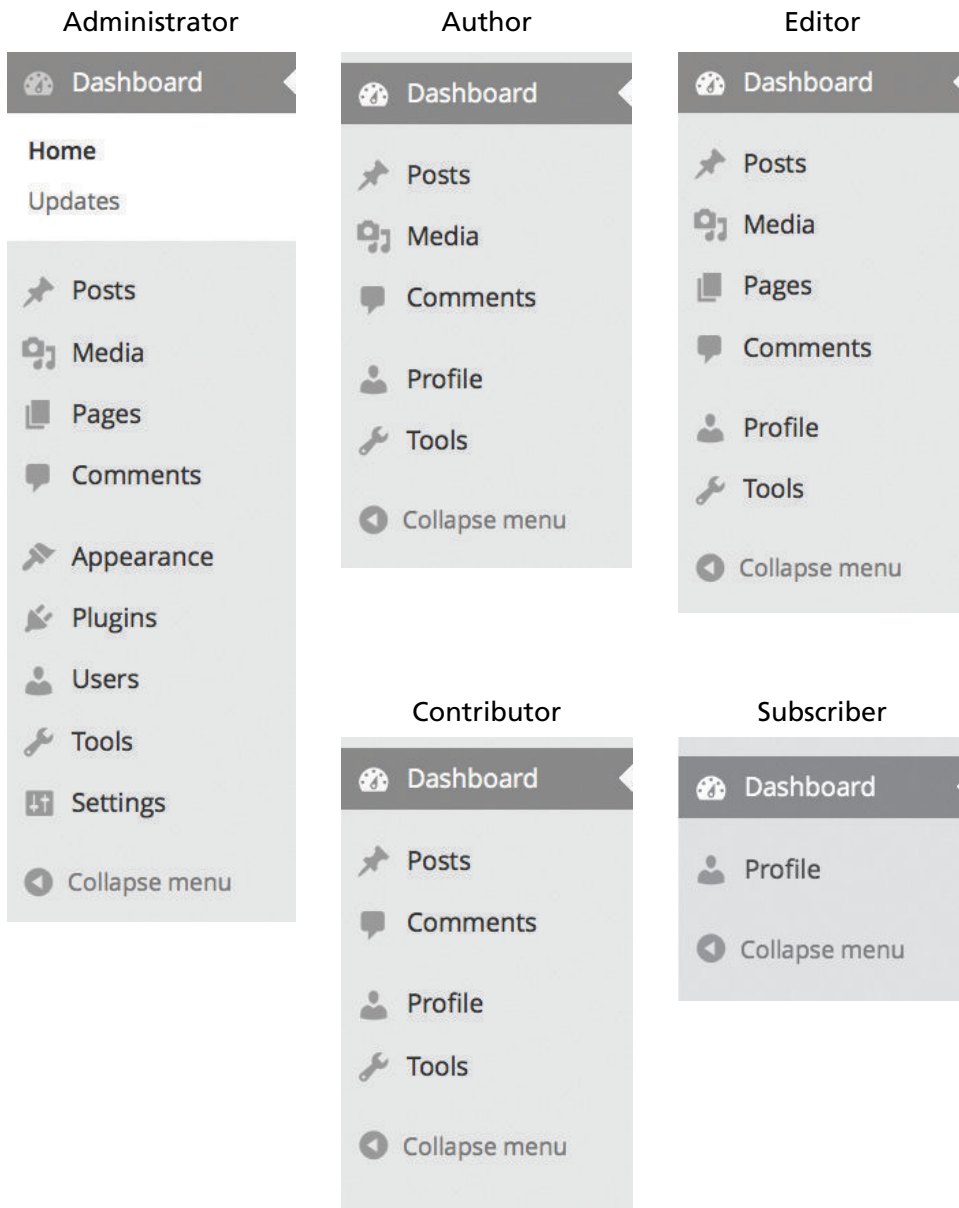 Administrator
Dashboard
Home
Updates
Posts
Media
Pages
Comments
Appearance
Plugins
Users
Tools
Settings
Collapse menu
Author
Dashboard
Posts
Media
Comments
Profile
Tools
Collapse menu
Editor
Dashboard
Posts
Media
Pages
Comments
Profile
Tools
Collapse menu
Contributor
Dashboard
Posts
Comments
Profile
Tools
Collapse menu
Subscriber
Dashboard
Profile
Collapse menu